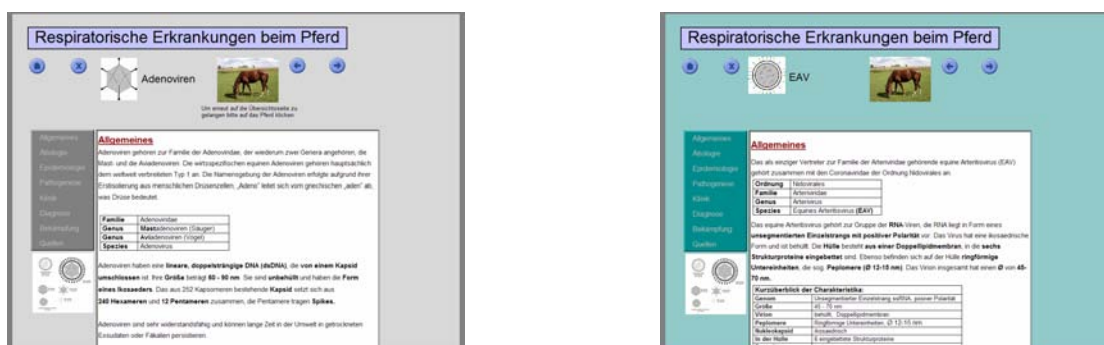 Respiratorische Erkrankungen beim Pferd
Adenoviren
Um erneut auf die Übersichtsseite zu
gelangen bitte auf das Pferd klicken
Allgemeines
Ätiologie
Epidemiologie
Pathogenese
Klinik
Diagnose
Bekämpfung
Quellen
Allgemeines
Adenoviren gehören zur Familie der Adenoviridae, der wiederum zwei Genera angehören, die
Mast- und die Aviadenoviren. Die wirtsspezifischen equinen Adenoviren gehören hauptsächlich
dem weltweit verbreiteten Typ 1 an. Die Namensgebung der Adenoviren erfolgte aufgrund ihrer
Erstisolierung aus menschlichen Drüsenzellen, „Adeno“ leitet sich vom griechischen „aden“ ab,
was Drüse bedeutet.
Familie Adenoviridae
Genus Mastadenoviren (Säuger)
Genus Aviadenoviren (Vögel)
Spezies Adenovirus
Adenoviren haben eine lineare, doppelsträngige DNA (dsDNA), die von einem Kapsid
umschlossen ist. Ihre Größe beträgt 60 - 90 nm. Sie sind unbehüllt und haben die Form
eines Ikosaeders. Das aus 252 Kapsomeren bestehende Kapsid setzt sich aus
240 Hexameren und 12 Pentameren zusammen, die Pentamere tragen Spikes.
Adenoviren sind sehr widerstandsfähig und können lange Zeit in der Umwelt in getrockneten
Exsudaten oder Fäkalien persistieren.
Respiratorische Erkrankungen beim Pferd
EAV
Allgemeines
Ätiologie
Epidemiologie
Pathogenese
Klinik
Diagnose
Bekämpfung
Quellen
Allgemeines
Das als einziger Vertreter zur Familie der Arteriviridae gehörende equine Arteritisvirus (EAV)
gehört zusammen mit den Coronaviridae der Ordnung Nidovirales an.
Ordnung Nidovirales
Familie Arteriviridae
Genus Arterivirus
Spezies Equines Arteritisvirus (EAV)
Das equine Arteritisvirus gehört zur Gruppe der RNA-Viren, die RNA liegt in Form eines
unsegmentierten Einzelstrangs mit positiver Polarität vor. Das Virus hat eine ikosaedrische
Form und ist behüllt. Die Hülle besteht aus einer Doppellipidmembran, in die sechs
Strukturproteine eingebettet sind. Ebenso befinden sich auf der Hülle ringförmige
Untereinheiten, die sog. Peplomere (Ø 12-15 nm). Das Virion insgesamt hat einen Ø von 45-
70 nm.
Kurzüberblick der Charakteristika:
Genom Unsegmentierter Einzelstrang ssRNA, positiver Polarität
Größe 45 - 70 nm
Virion behüllt, Doppellipidmembran
Peplomere Ringförmige Untereinheiten, Ø 12-15 nm
Nukleokapsid ikosaedrisch
In der Hülle 6 eingebettete Strukturproteine